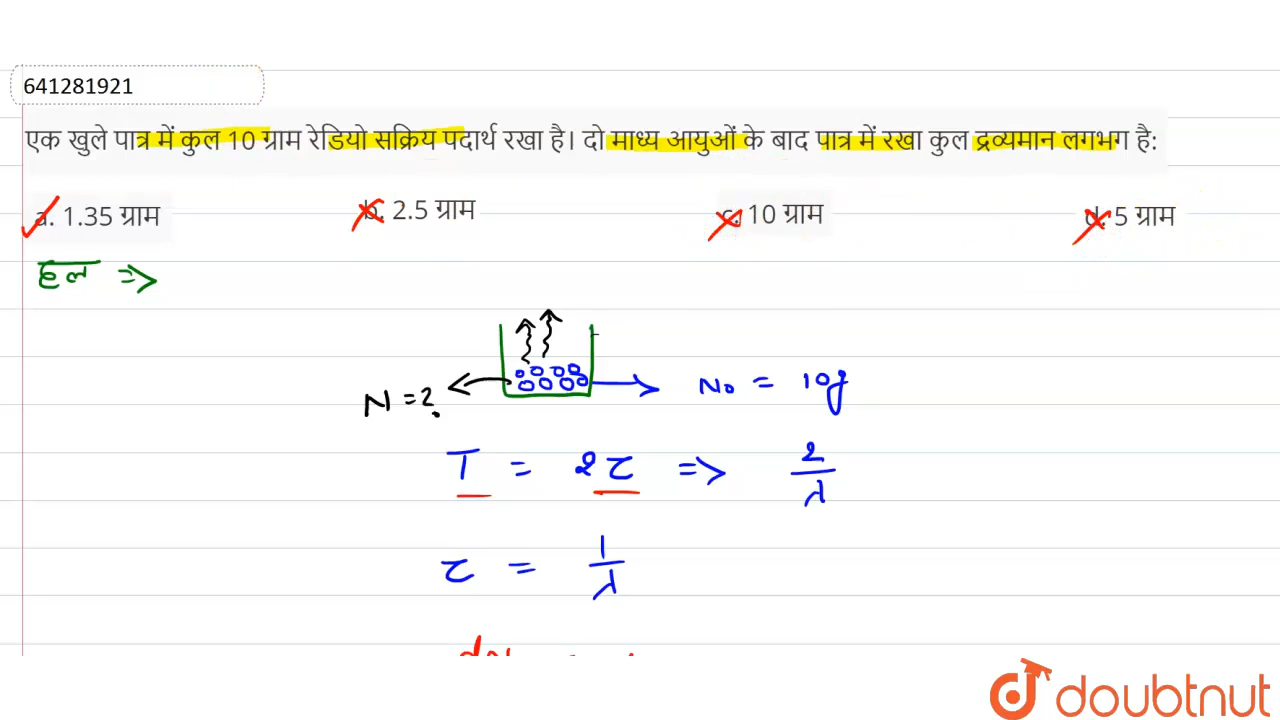 641281921
एक खुले पात्र में कुल 10 ग्राम रेडियो सक्रिय पदार्थ रखा है। दो माध्य आयुओं के बाद पात्र में रखा कुल द्रव्यमान लगभग है:
a. 1.35 ग्राम b. 2.5 ग्राम c. 10 ग्राम d. 5 ग्राम
हल =>
N = ? N₀ = 10g
T = 2τ => 2/λ
τ = 1/λ
doubtnut